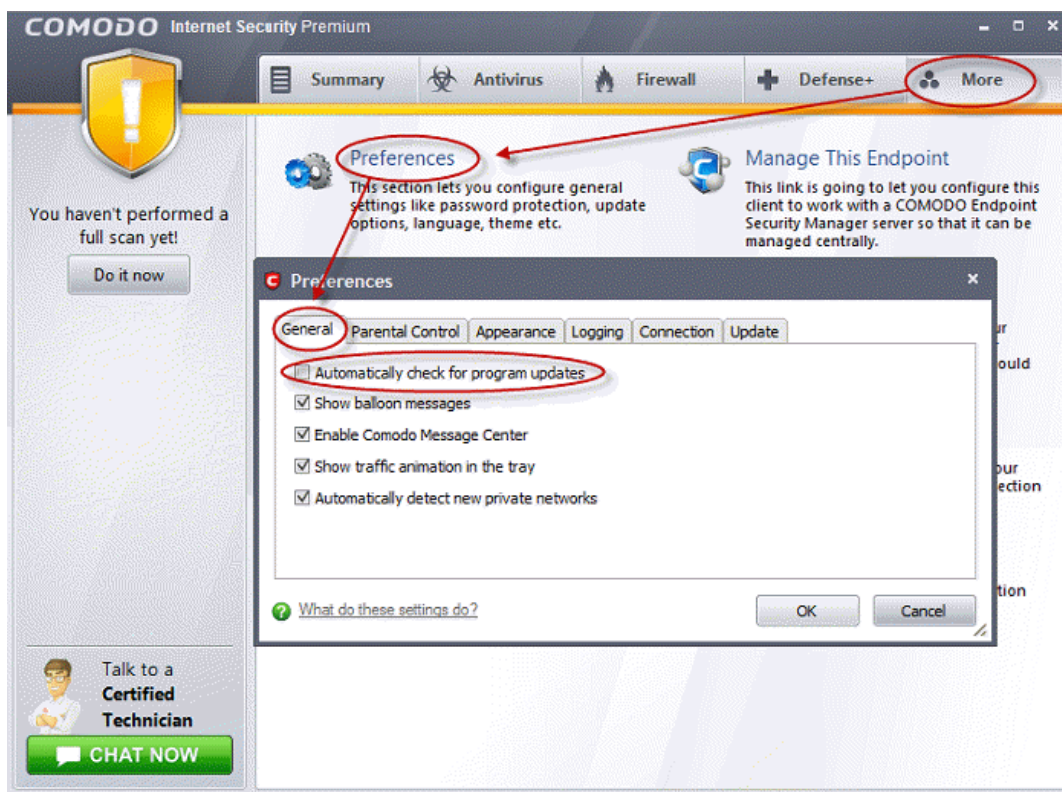 COMODO Internet Security Premium
Summary
Antivirus
Firewall
Defense+
More
You haven't performed a
full scan yet!
Do it now
Preferences
This section lets you configure general
settings like password protection, update
options, language, theme etc.
Manage This Endpoint
This link is going to let you configure this
client to work with a COMODO Endpoint
Security Manager server so that it can be
managed centrally.
Preferences
General
Parental Control
Appearance
Logging
Connection
Update
Automatically check for program updates
Show balloon messages
Enable Comodo Message Center
Show traffic animation in the tray
Automatically detect new private networks
What do these settings do?
OK
Cancel
Talk to a
Certified
Technician
CHAT NOW